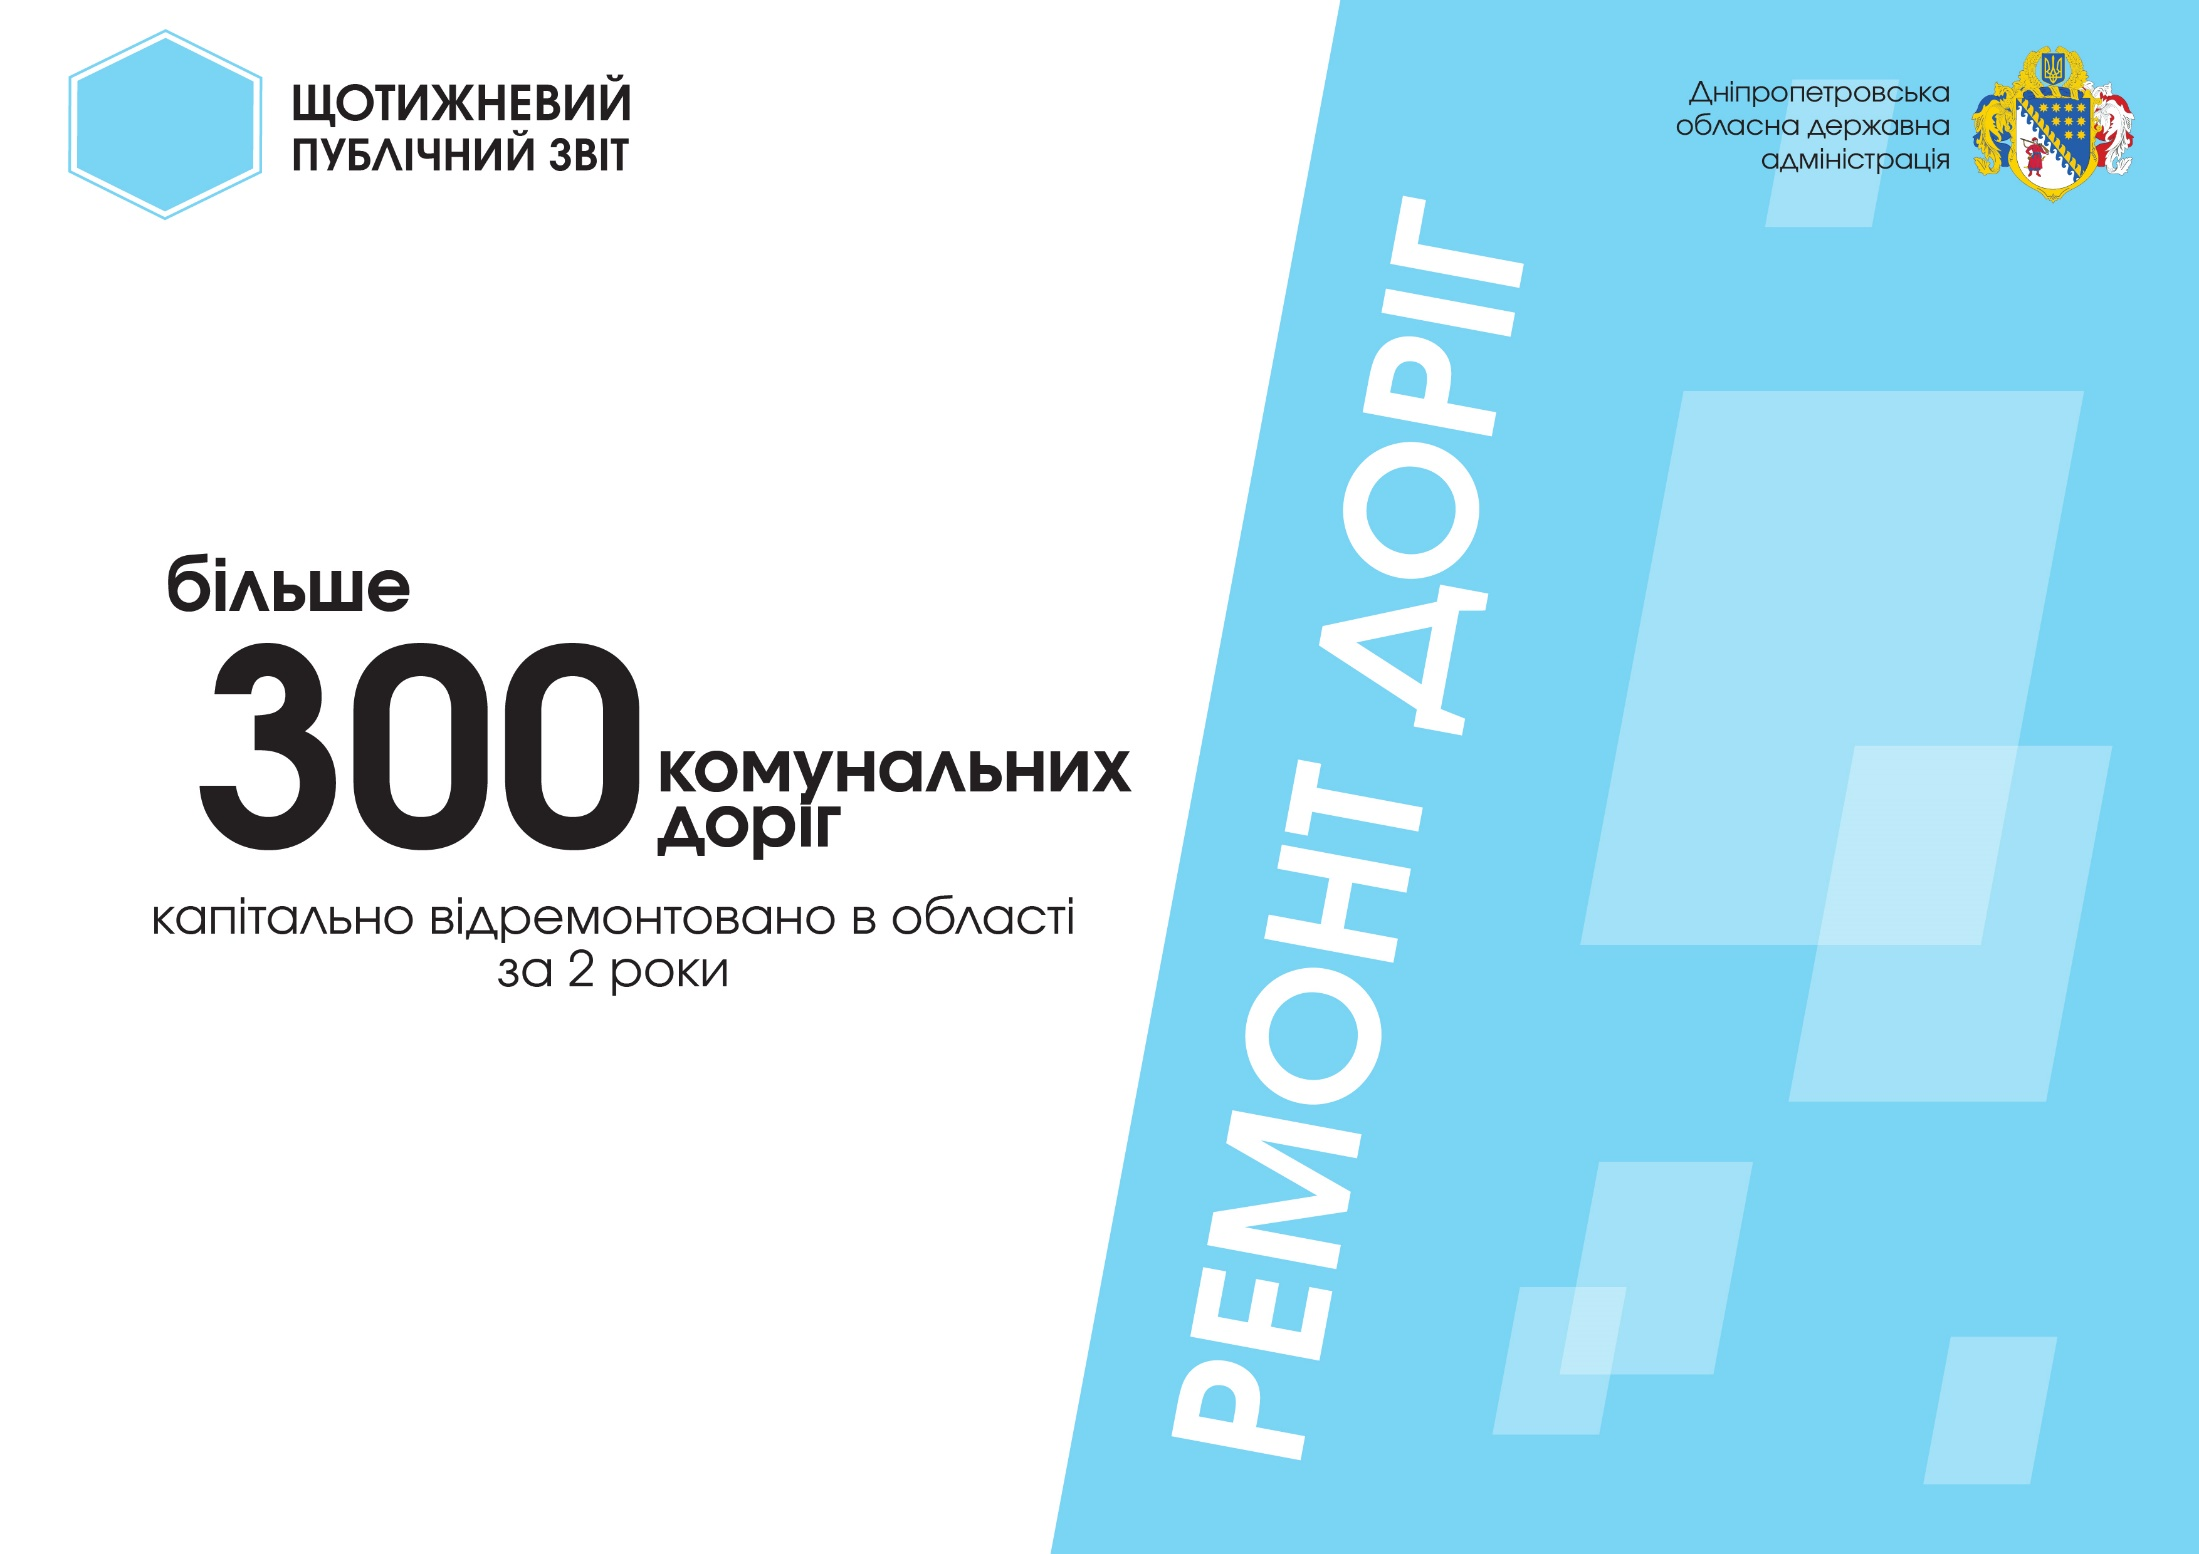 ЩОТИЖНЕВИЙ
ПУБЛІЧНИЙ ЗВІТ
Дніпропетровська
обласна державна
адміністрація
більше
300
комунальних
доріг
капітально відремонтовано в області
за 2 роки
РЕМОНТ ДОРІГ